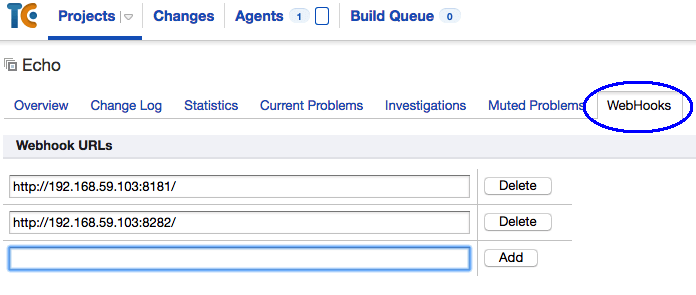 TC Projects Changes Agents 1 Build Queue 0
Echo
Overview Change Log Statistics Current Problems Investigations Muted Problems WebHooks
Webhook URLs
http://192.168.59.103:8181/ Delete
http://192.168.59.103:8282/ Delete
Add